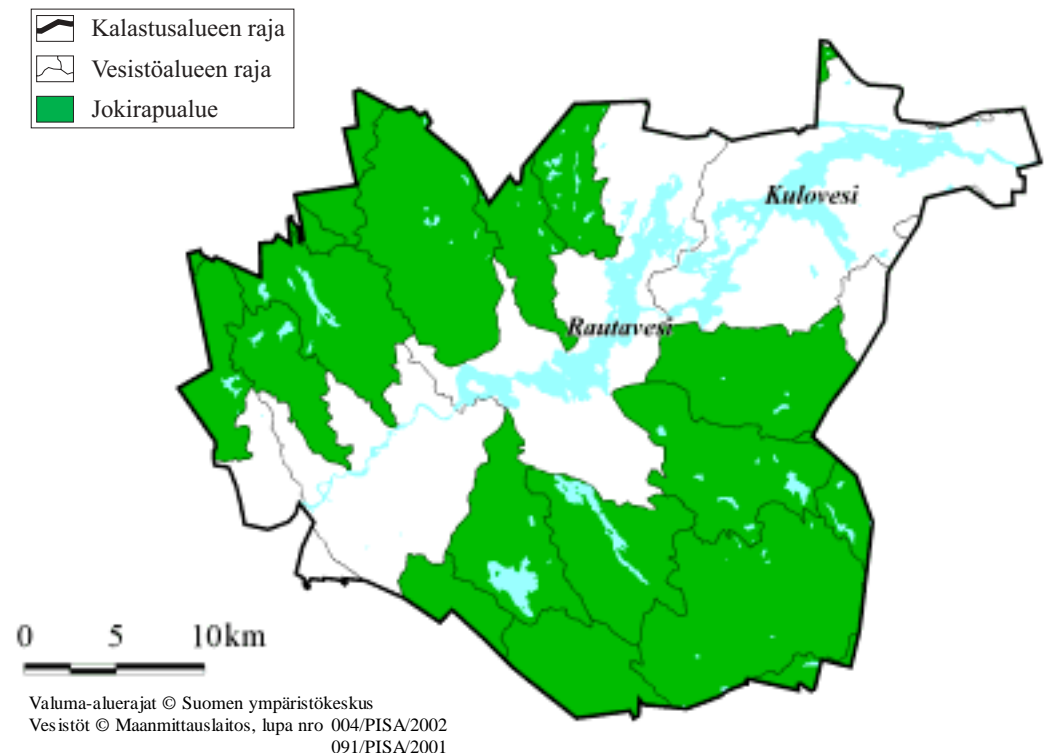 Kalastusalueen raja
Vesistöalueen raja
Jokirapualue
Kulovesi
Rautavesi
0 5 10km
Valuma-aluerajat © Suomen ympäristökeskus
Vesistöt © Maanmittauslaitos, lupa nro 004/PISA/2002
091/PISA/2001